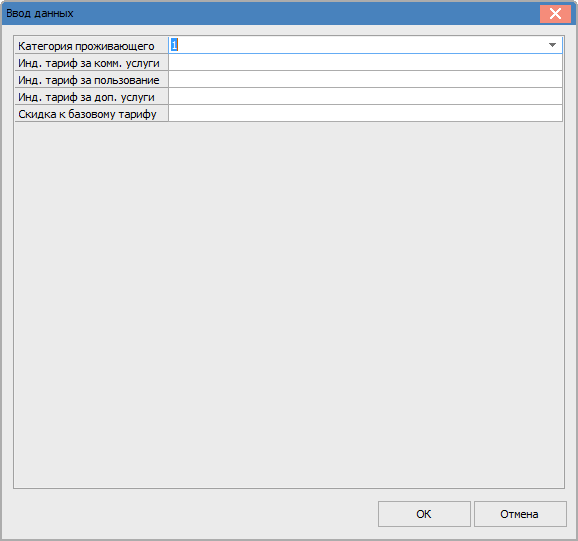 Ввод данных
Категория проживающего 1
Инд. тариф за комм. услуги
Инд. тариф за пользование
Инд. тариф за доп. услуги
Скидка к базовому тарифу
ОК Отмена